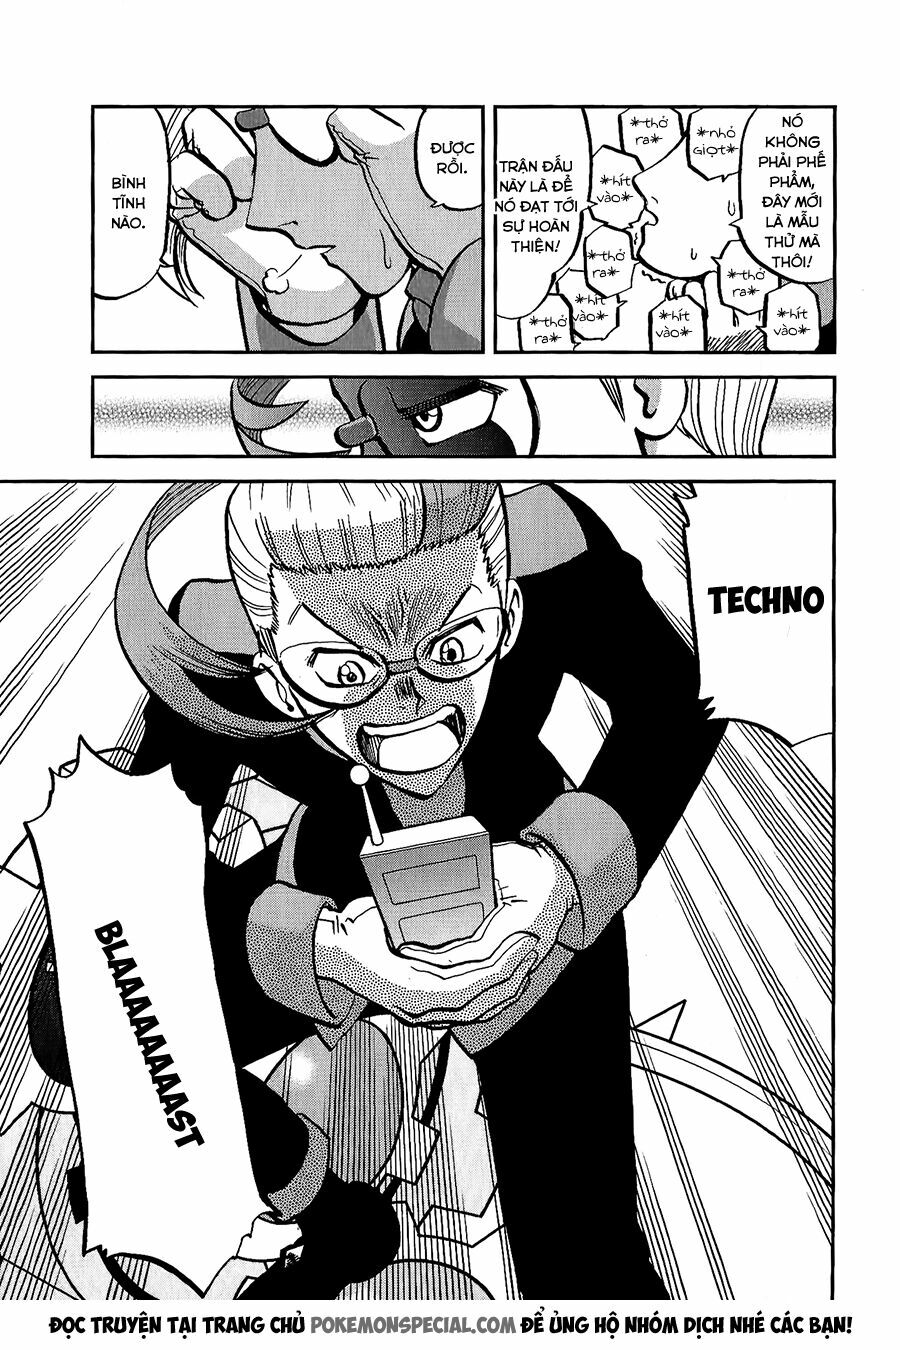 NÓ
KHÔNG
PHẢI PHẾ
PHẨM,
ĐÂY MỚI
LÀ MẪU
THỬ MÀ
THÔI!
*nhỏ
giọt*
*thở
ra*
*hít
vào*
*thở
ra*
*hít
vào*
*hít
vào*
*hít
vào*
*thở
ra*
*thở
ra*
TRẬN ĐẤU
NÀY LÀ ĐỂ
NÓ ĐẠT TỚI
SỰ HOÀN
THIỆN!
ĐƯỢC
RỒI.
BÌNH
TĨNH
NÀO.
TECHNO
BLAAAAAAAAST
ĐỌC TRUYỆN TẠI TRANG CHỦ POKEMONSPECIAL.COM ĐỂ ỦNG HỘ NHÓM DỊCH NHÉ CÁC BẠN!